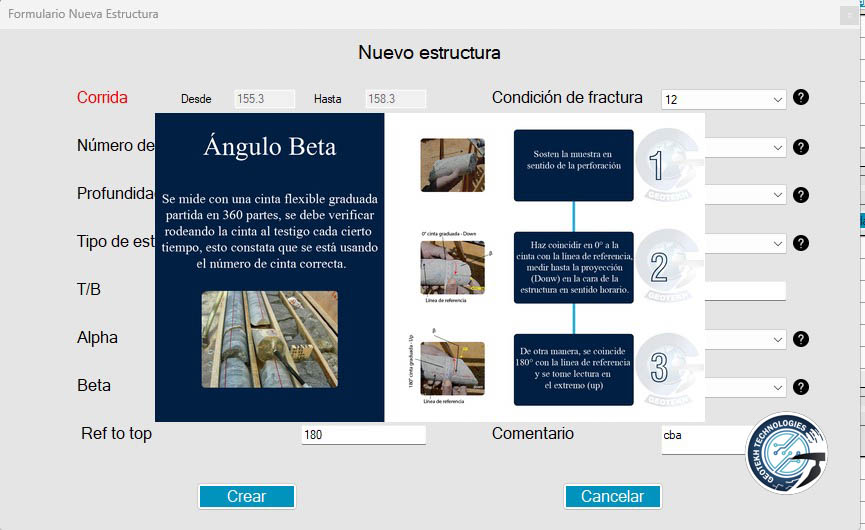 Formulario Nueva Estructura
Nuevo estructura
Corrida
Desde
155.3
Hasta
158.3
Condición de fractura
12
?
Número de
?
Profundida
?
Tipo de est
?
T/B
Alpha
?
Beta
?
Ángulo Beta
Se mide con una cinta flexible graduada
partida en 360 partes, se debe verificar
rodeando la cinta al testigo cada cierto
tiempo, esto constata que se está usando
el número de cinta correcta.
Sosten la muestra en
sentido de la perforación
1
GEOTEKH
0° cinta graduada - Down
β
Línea de referencia
Haz coincidir en 0° a la
cinta con la línea de referencia,
medir hasta la proyección
(Donw) en la cara de la
estructura en sentido horario.
2
GEOTEKH
β
180° cinta graduada - Up
Línea de referencia
De otra manera, se coincide
180° con la línea de referencia
y se tome lectura en
el extremo (up)
3
GEOTEKH
Ref to top
180
Comentario
cba
GEOTEKH TECHNOLOGIES
Crear
Cancelar